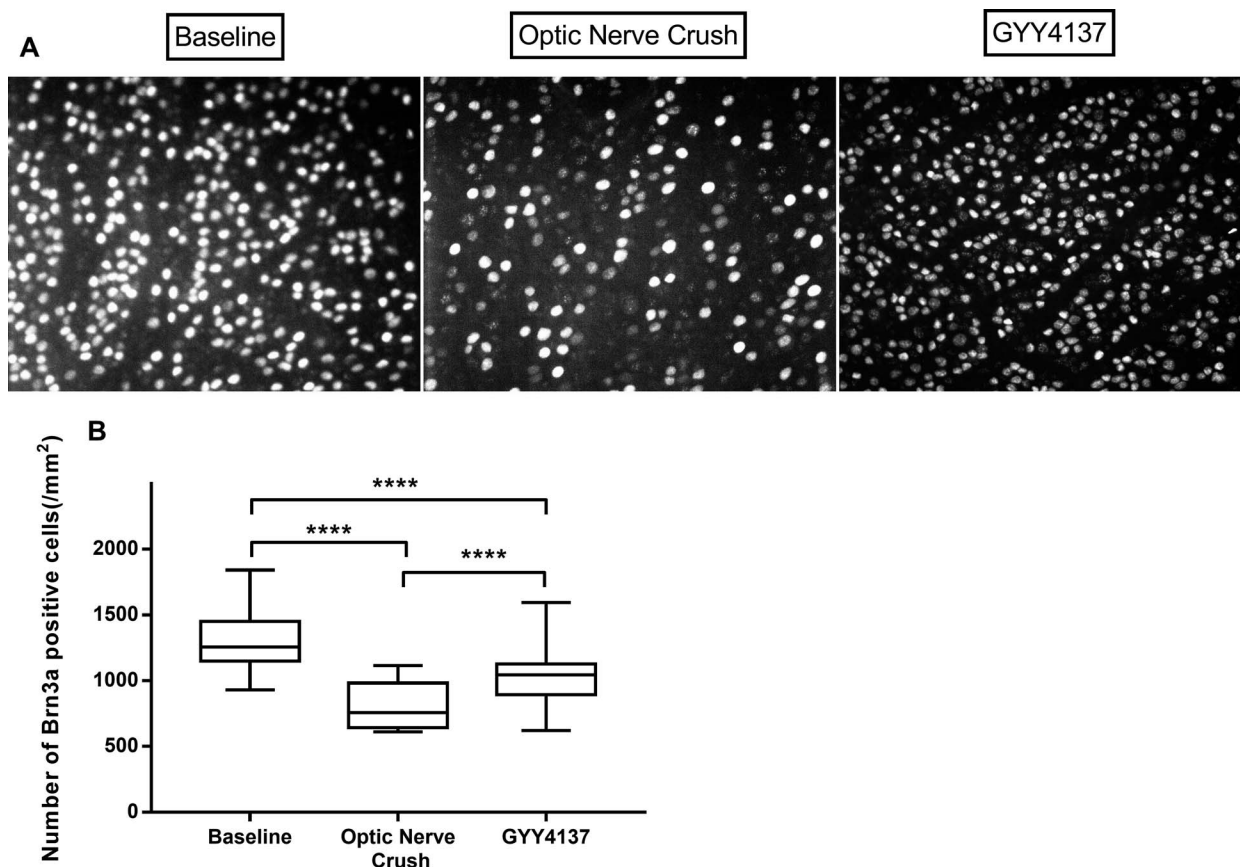 A
Baseline
Optic Nerve Crush
GYY4137
B
Number of Brn3a positive cells(/mm²)
****
****
****
2000
1500
1000
500
0
Baseline
Optic Nerve
Crush
GYY4137